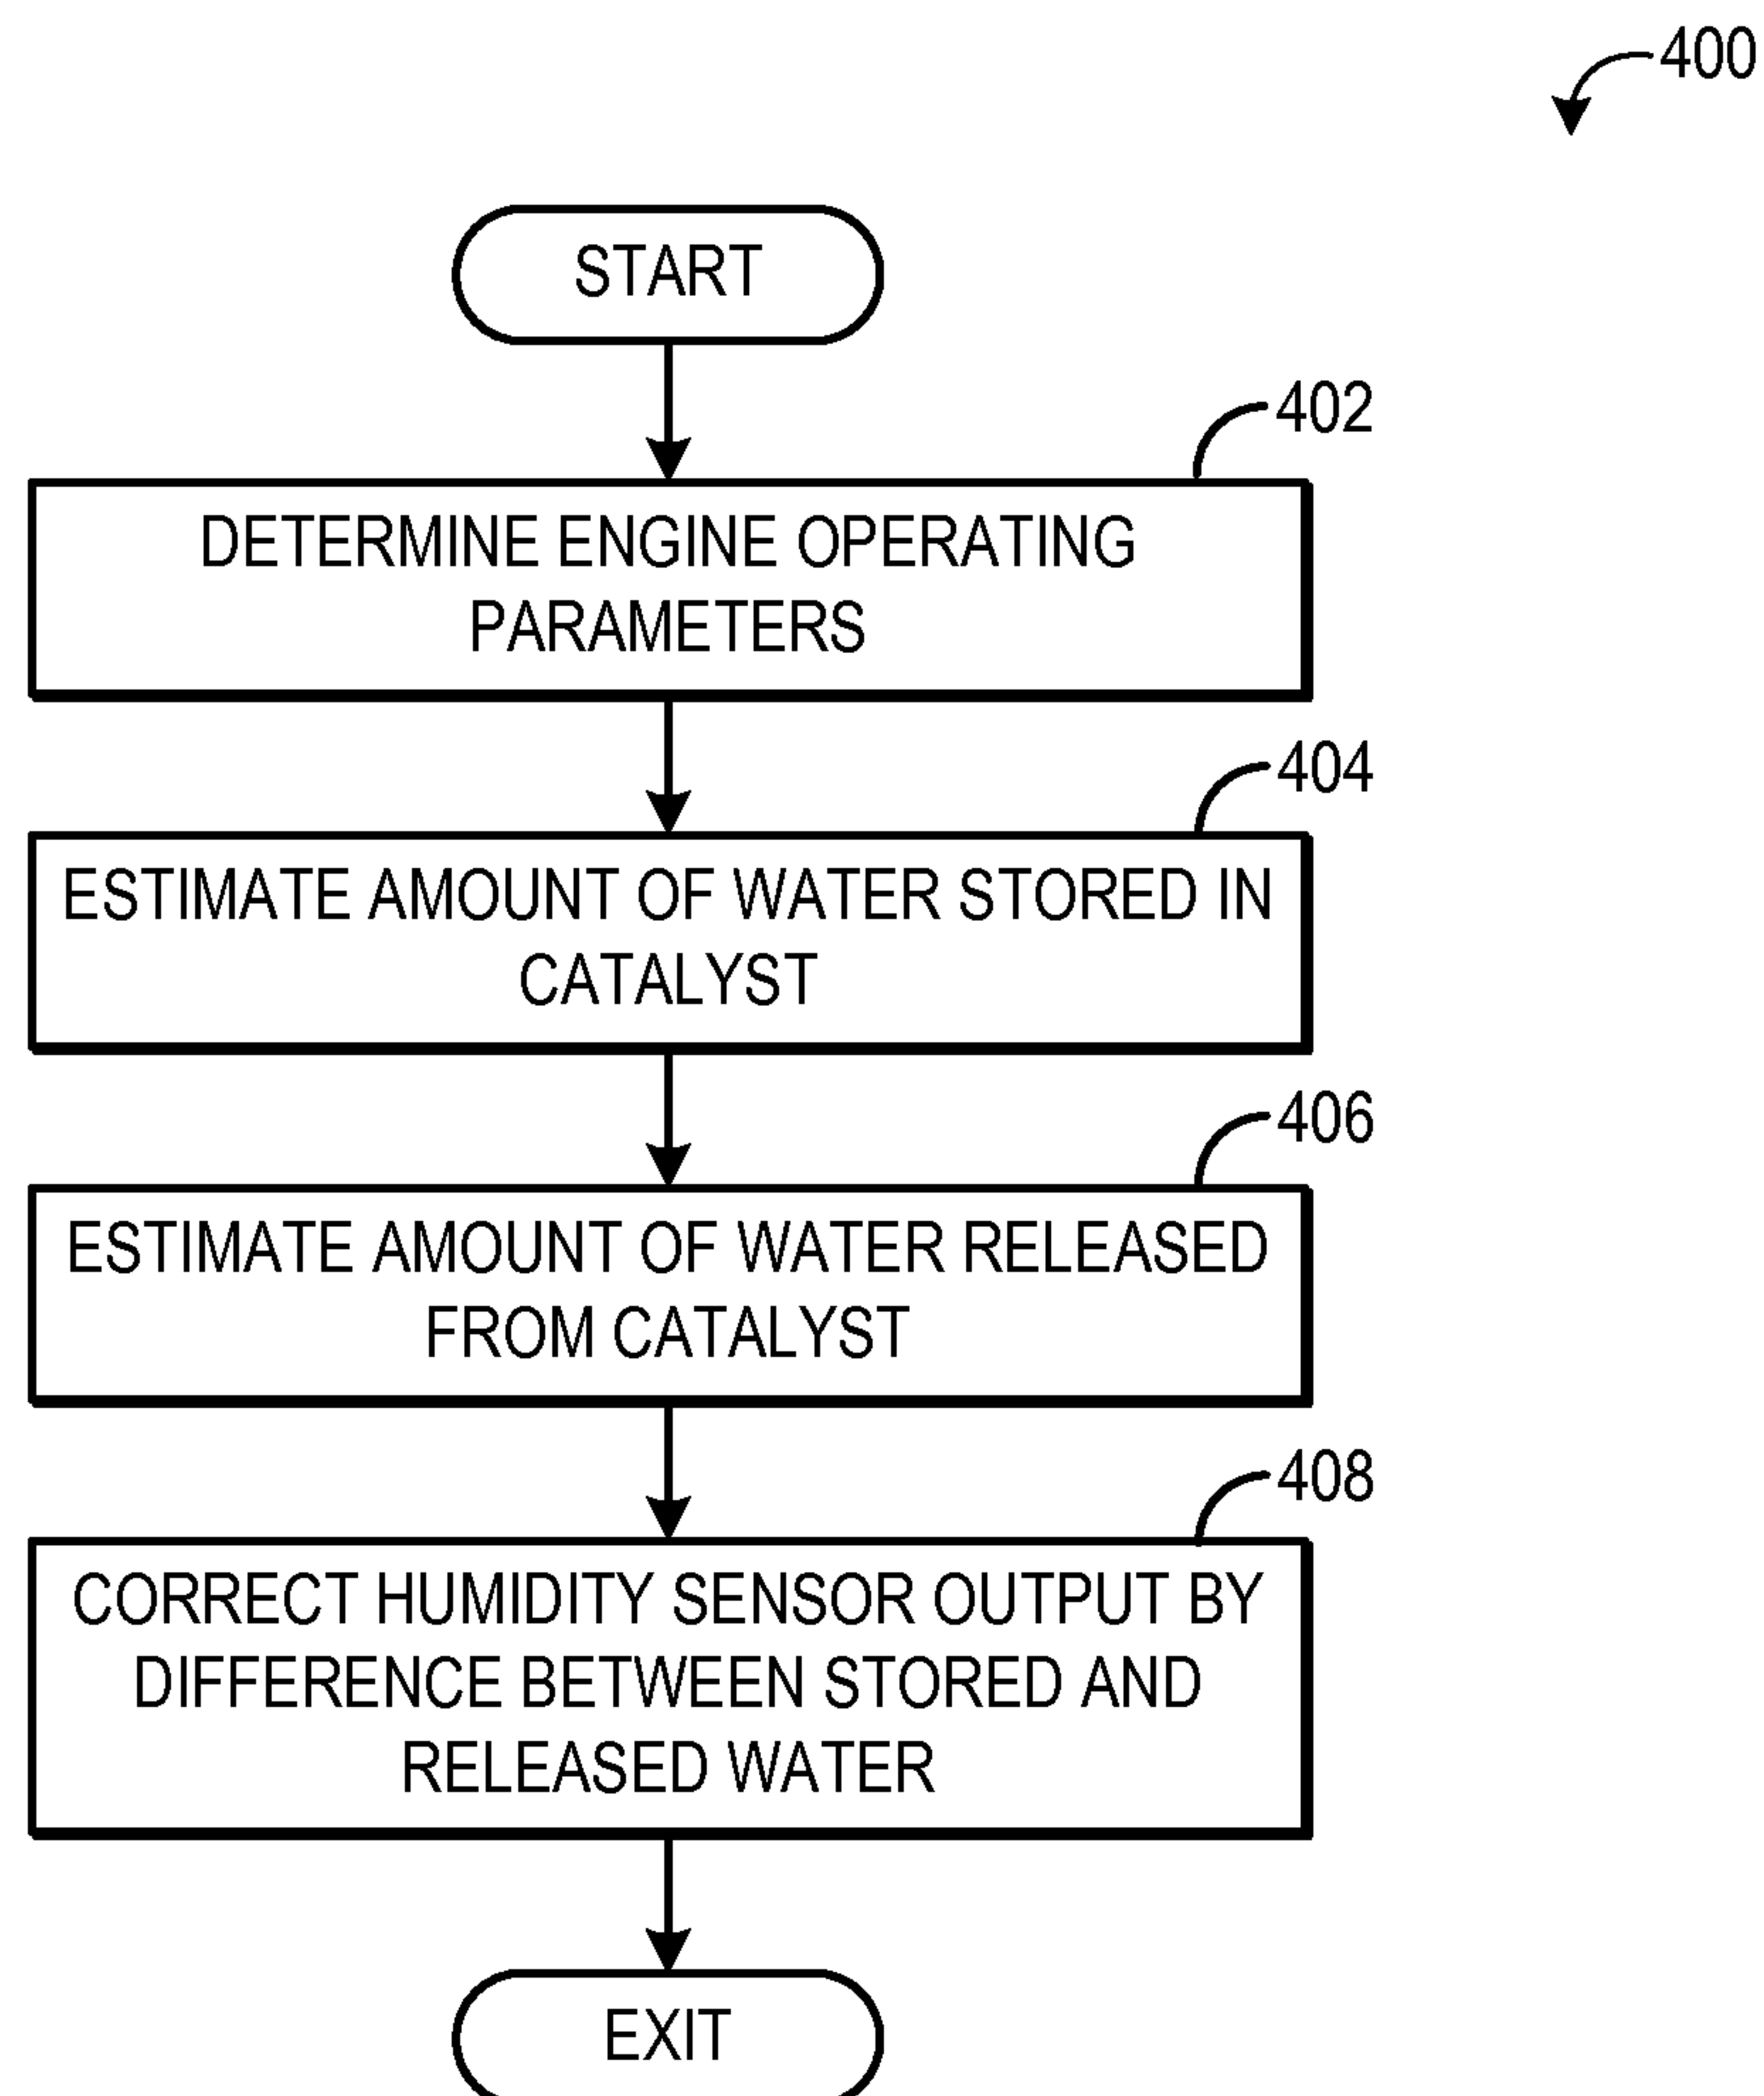 400
START
402
DETERMINE ENGINE OPERATING
PARAMETERS
404
ESTIMATE AMOUNT OF WATER STORED IN
CATALYST
406
ESTIMATE AMOUNT OF WATER RELEASED
FROM CATALYST
408
CORRECT HUMIDITY SENSOR OUTPUT BY
DIFFERENCE BETWEEN STORED AND
RELEASED WATER
EXIT